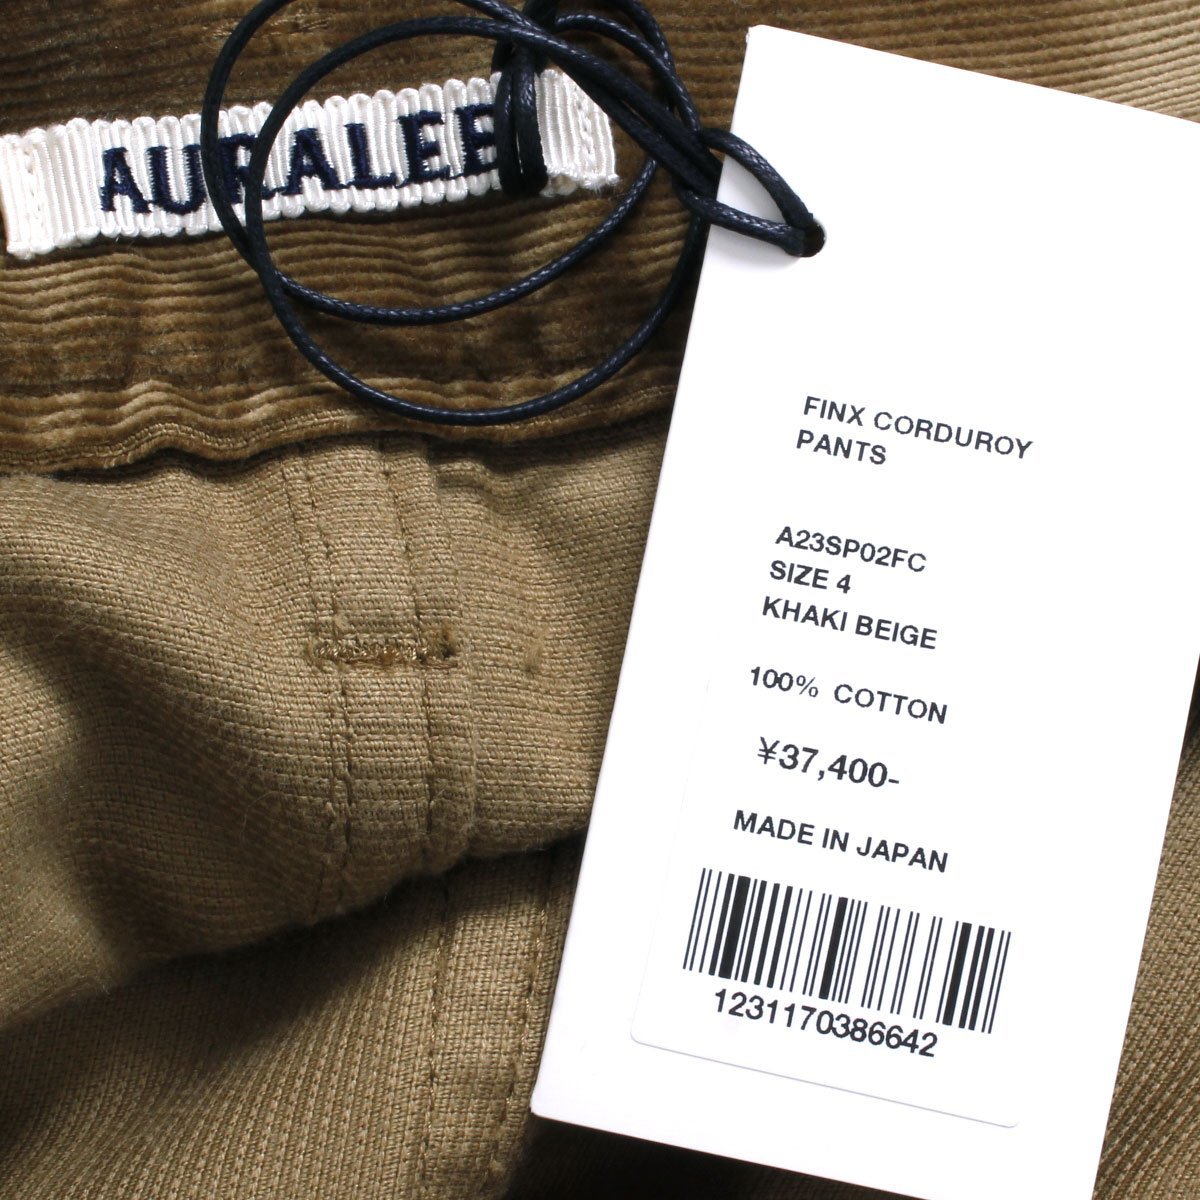 AURALEE
FINX CORDUROY
PANTS
A23SP02FC
SIZE 4
KHAKI BEIGE
100% COTTON
¥37,400-
MADE IN JAPAN
1231170386642